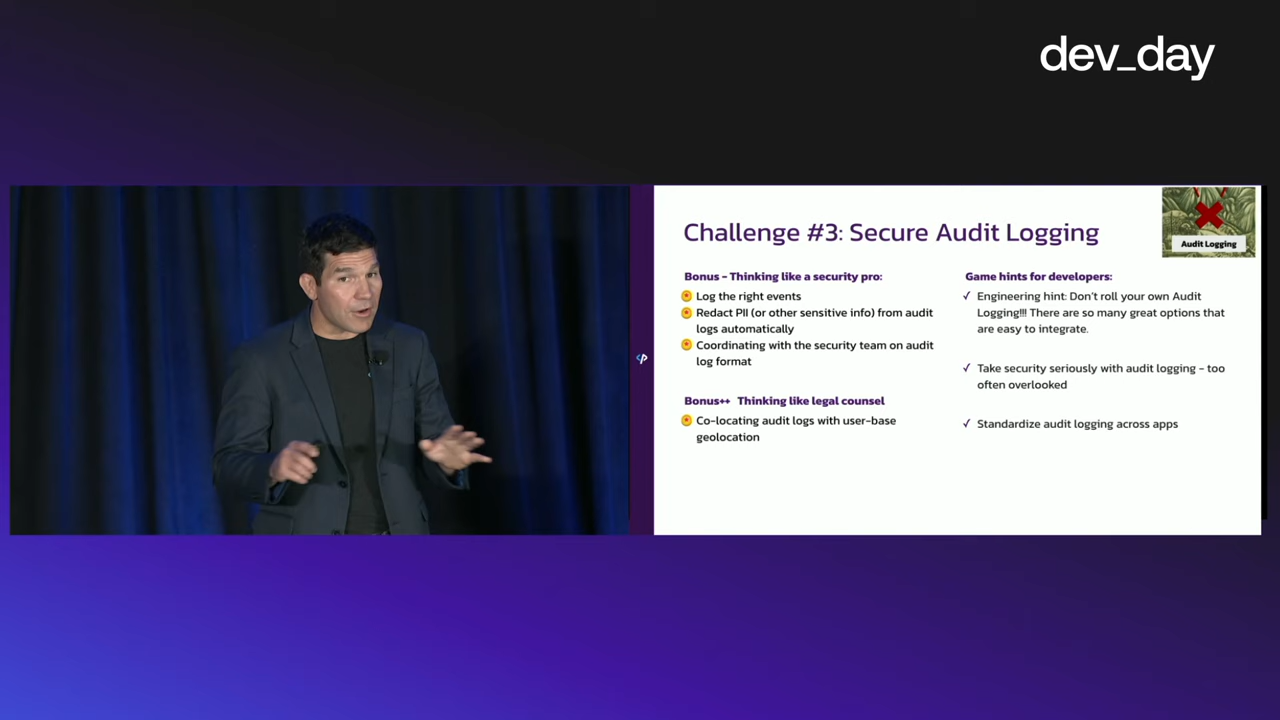 dev_day
Challenge #3: Secure Audit Logging
Audit Logging
Bonus - Thinking like a security pro:
Log the right events
Redact PII (or other sensitive info) from audit
logs automatically
Coordinating with the security team on audit
log format
Bonus++ Thinking like legal counsel
Co-locating audit logs with user-base
geolocation
Game hints for developers:
✓ Engineering hint: Don't roll your own Audit
Logging!!! There are so many great options that
are easy to integrate.
✓ Take security seriously with audit logging - too
often overlooked
✓ Standardize audit logging across apps